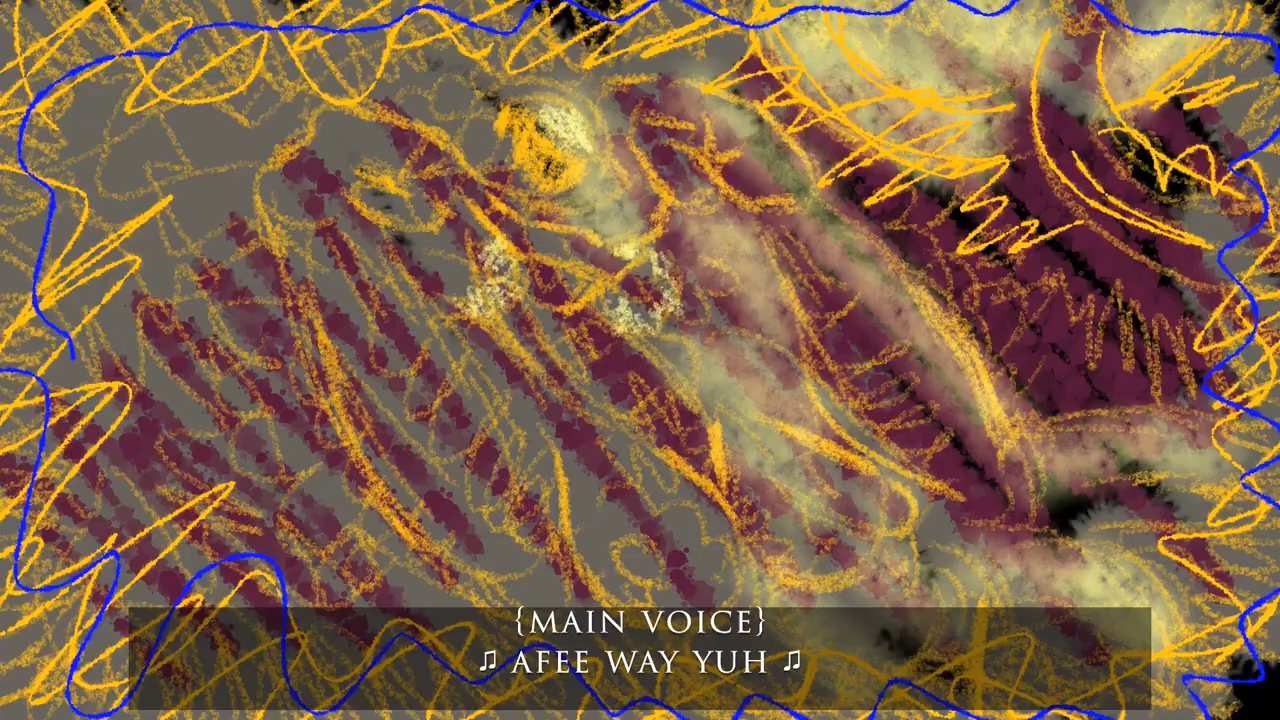 {MAIN VOICE}
♫ AFEE WAY YUH ♫